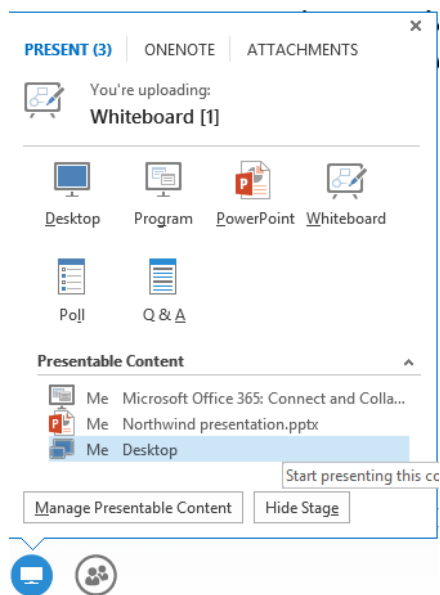 PRESENT (3) ONENOTE ATTACHMENTS
You're uploading:
Whiteboard [1]
Desktop Program PowerPoint Whiteboard
Poll Q & A
Presentable Content
Me Microsoft Office 365: Connect and Colla...
Me Northwind presentation.pptx
Me Desktop
Start presenting this co
Manage Presentable Content Hide Stage